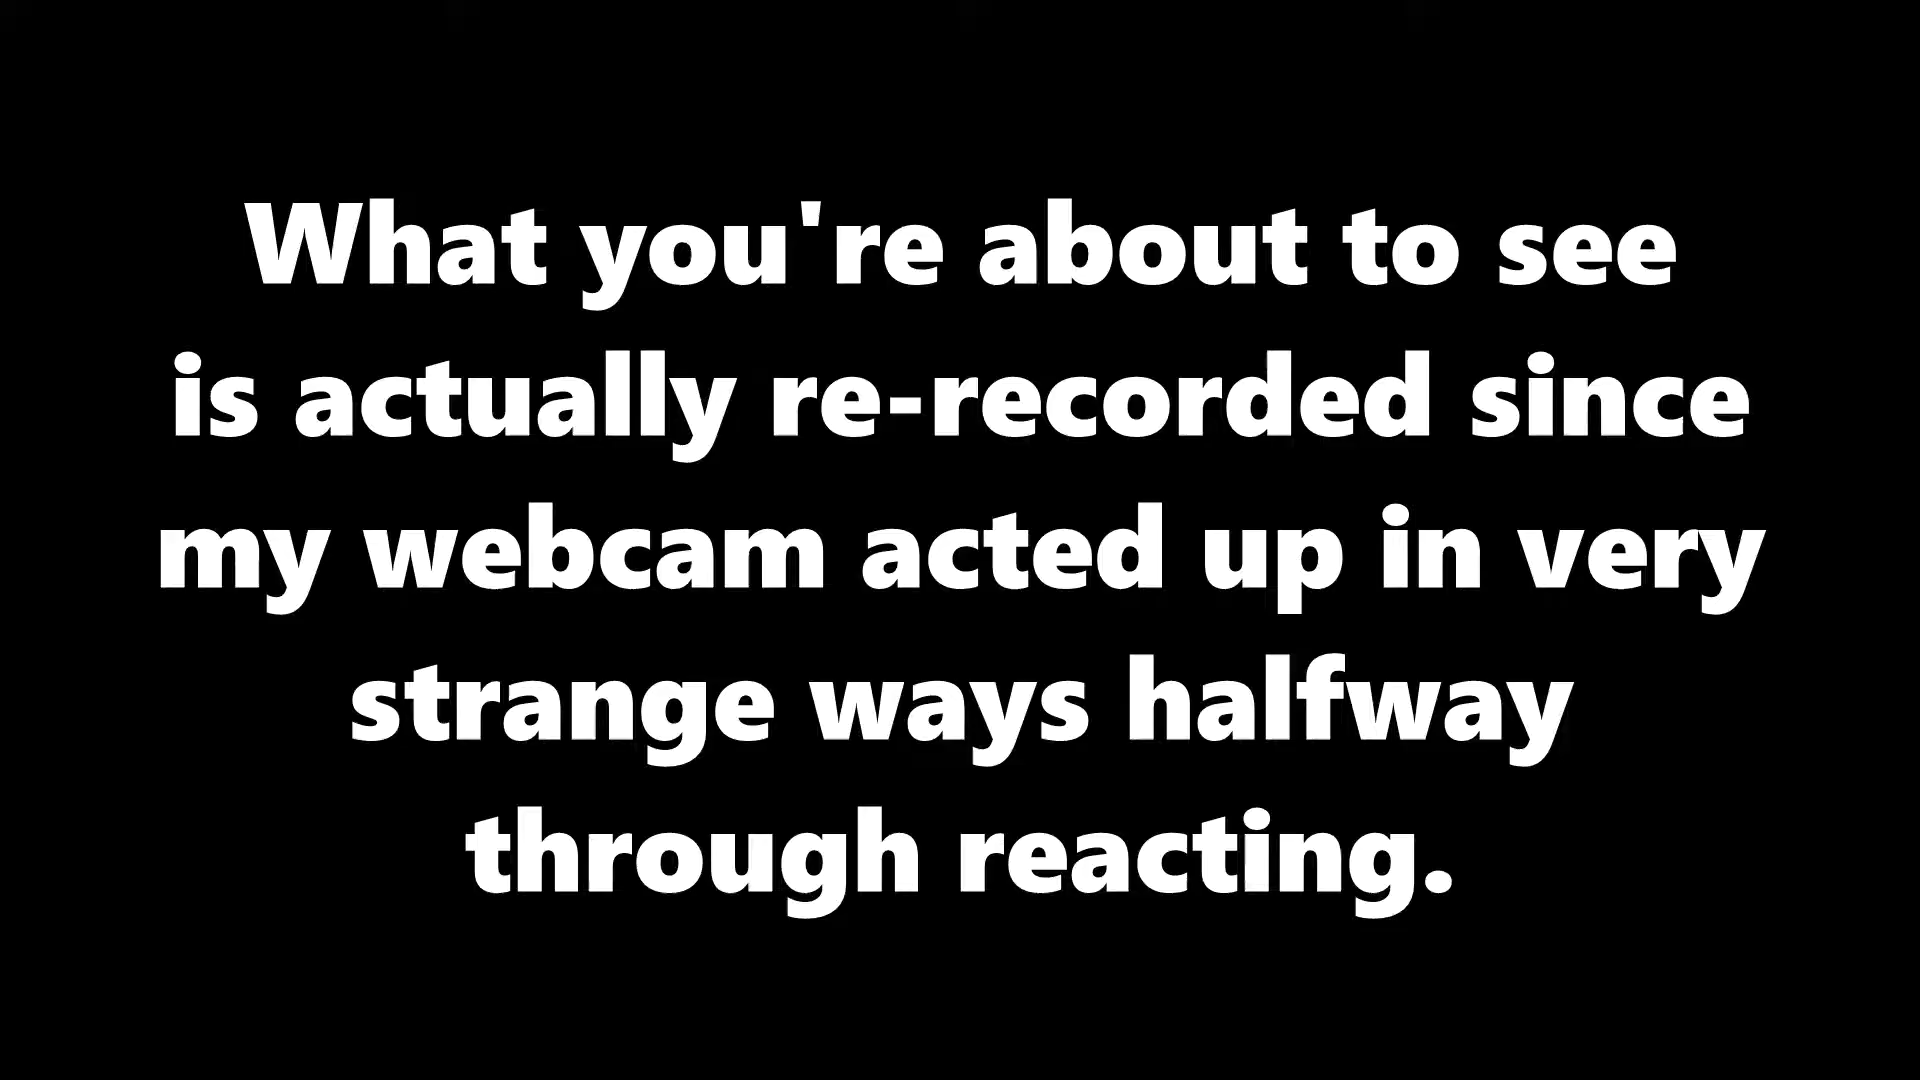 What you're about to see
is actually re-recorded since
my webcam acted up in very
strange ways halfway
through reacting.